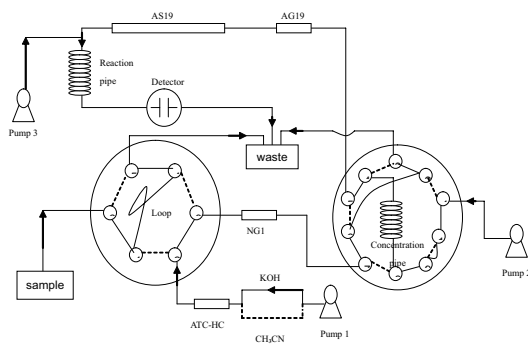 AS19
AG19
Reaction
pipe
Detector
Pump 3
waste
Loop
NG1
Concentration
pipe
sample
KOH
Pump 2
ATC-HC
CH₃CN
Pump 1